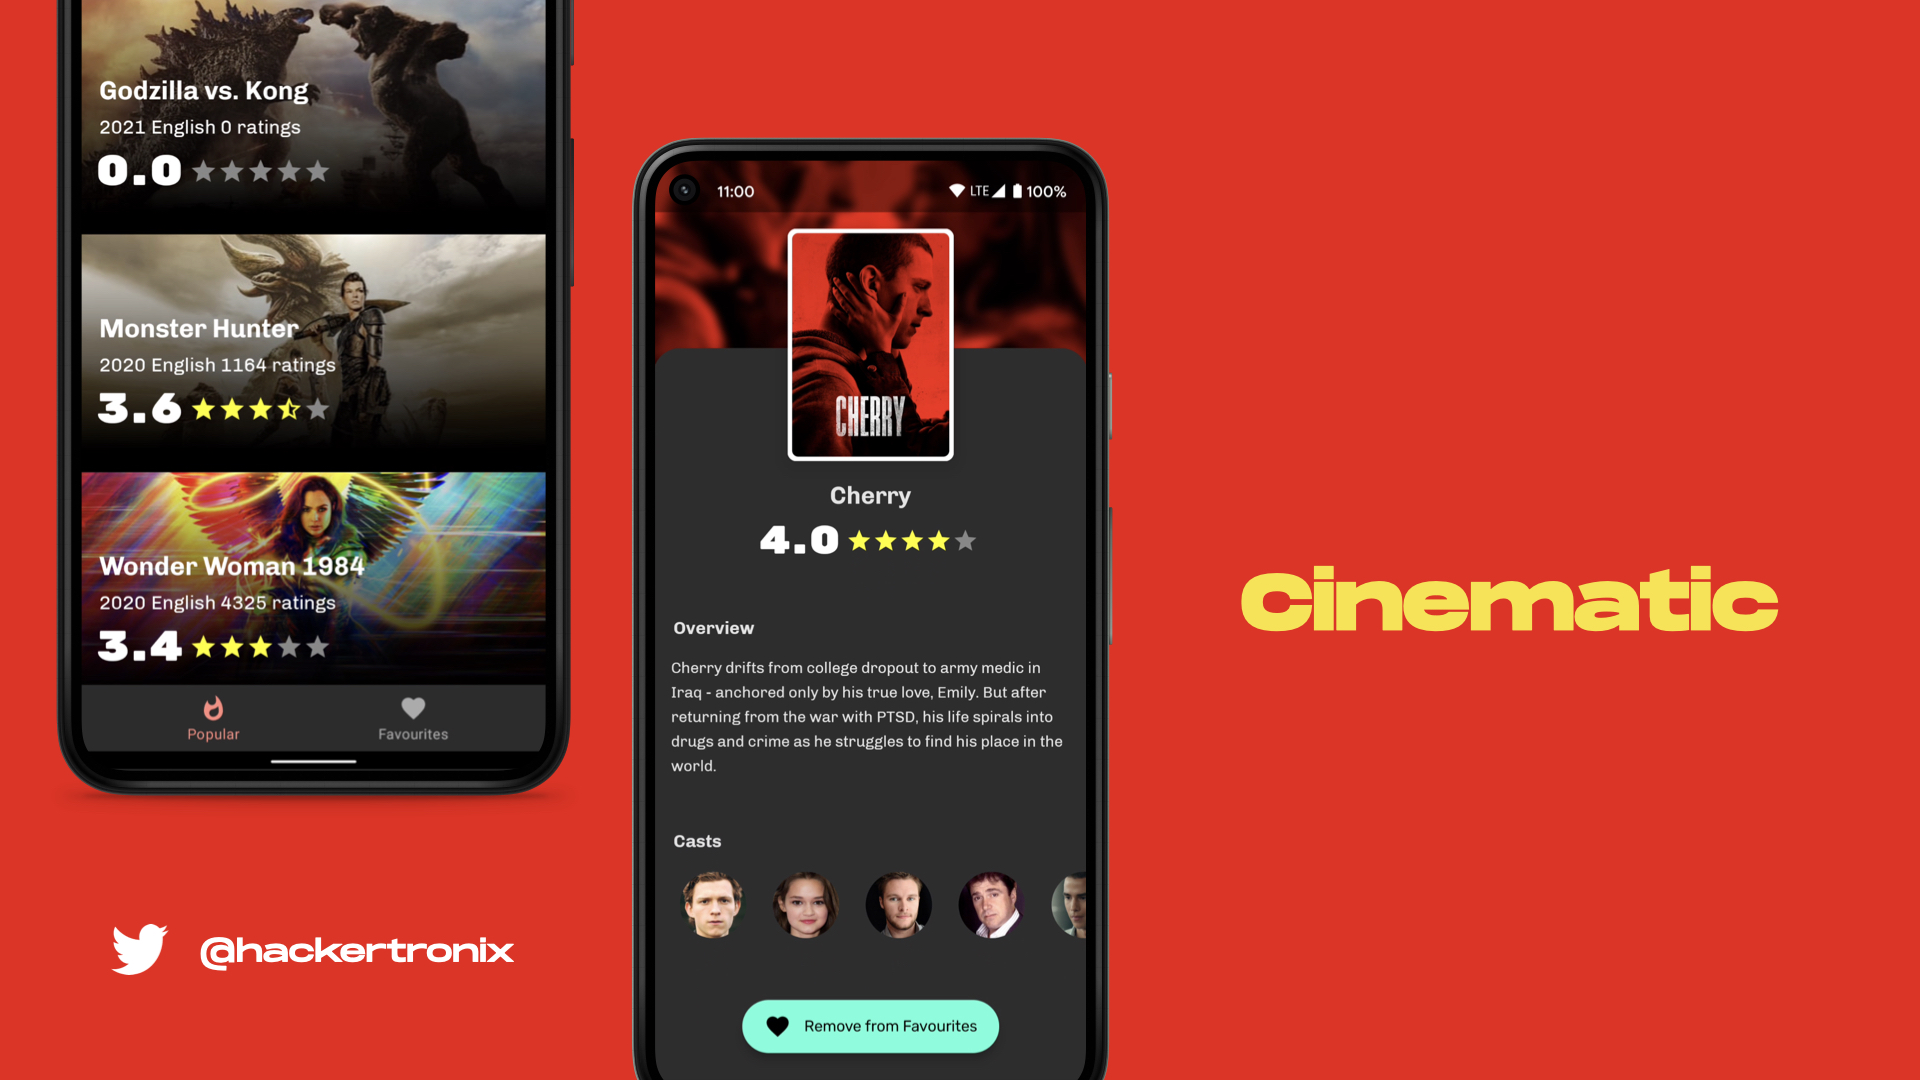 Godzilla vs. Kong
2021 English 0 ratings
0.0
Monster Hunter
2020 English 1164 ratings
3.6
Wonder Woman 1984
2020 English 4325 ratings
3.4
Popular
Favourites
@hackertronix
11:00
LTE
100%
CHERRY
Cherry
4.0
Overview
Cherry drifts from college dropout to army medic in
Iraq - anchored only by his true love, Emily. But after
returning from the war with PTSD, his life spirals into
drugs and crime as he struggles to find his place in the
world.
Casts
Remove from Favourites
Cinematic